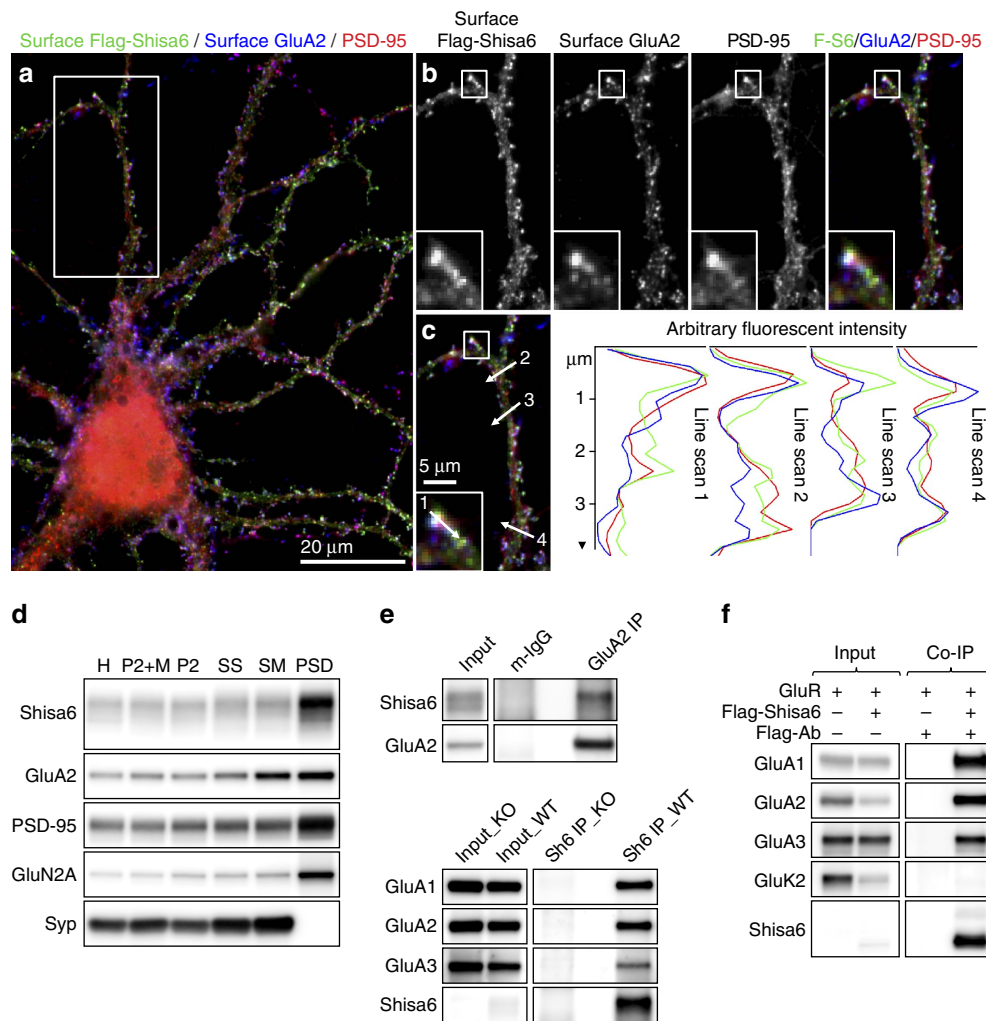 Surface Flag-Shisa6 / Surface GluA2 / PSD-95
Surface
Flag-Shisa6
Surface GluA2
PSD-95
F-S6/GluA2/PSD-95
a
20 μm
b
c
2
3
5 μm
1
4
Arbitrary fluorescent intensity
μm
1
2
3
Line scan 1
Line scan 2
Line scan 3
Line scan 4
d
H P2+M P2 SS SM PSD
Shisa6
GluA2
PSD-95
GluN2A
Syp
e
Input m-IgG GluA2 IP
Shisa6
GluA2
Input_KO Input_WT Sh6 IP_KO Sh6 IP_WT
GluA1
GluA2
GluA3
Shisa6
f
Input Co-IP
GluR + + + +
Flag-Shisa6 – + – +
Flag-Ab – – + +
GluA1
GluA2
GluA3
GluK2
Shisa6